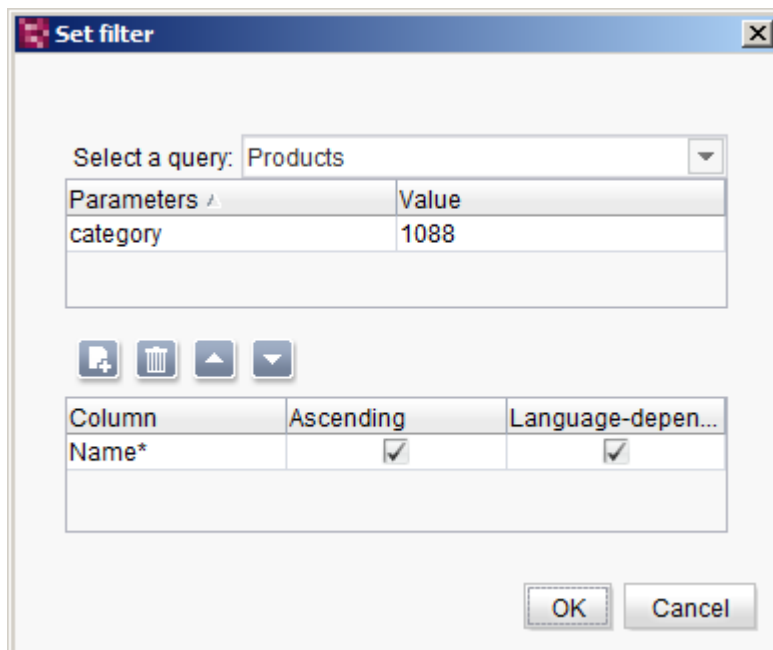 Set filter
Select a query: Products
Parameters Value
category 1088
Column Ascending Language-depen...
Name*
OK Cancel